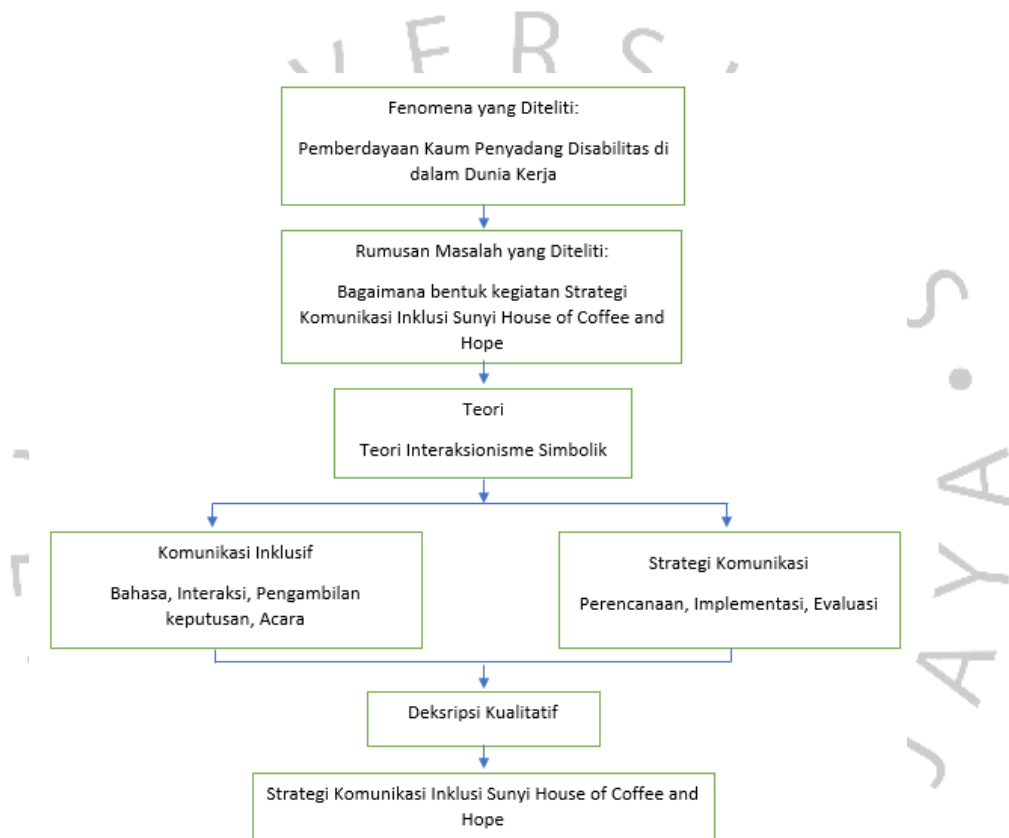 VERS
Fenomena yang Diteliti:
Pemberdayaan Kaum Penyadang Disabilitas di
dalam Dunia Kerja
Rumusan Masalah yang Diteliti:
Bagaimana bentuk kegiatan Strategi
Komunikasi Inklusi Sunyi House of Coffee and
Hope
Teori
Teori Interaksionisme Simbolik
Komunikasi Inklusif
Bahasa, Interaksi, Pengambilan
keputusan, Acara
Strategi Komunikasi
Perencanaan, Implementasi, Evaluasi
Deksripsi Kualitatif
Strategi Komunikasi Inklusi Sunyi House of Coffee and
Hope
JAYA • S